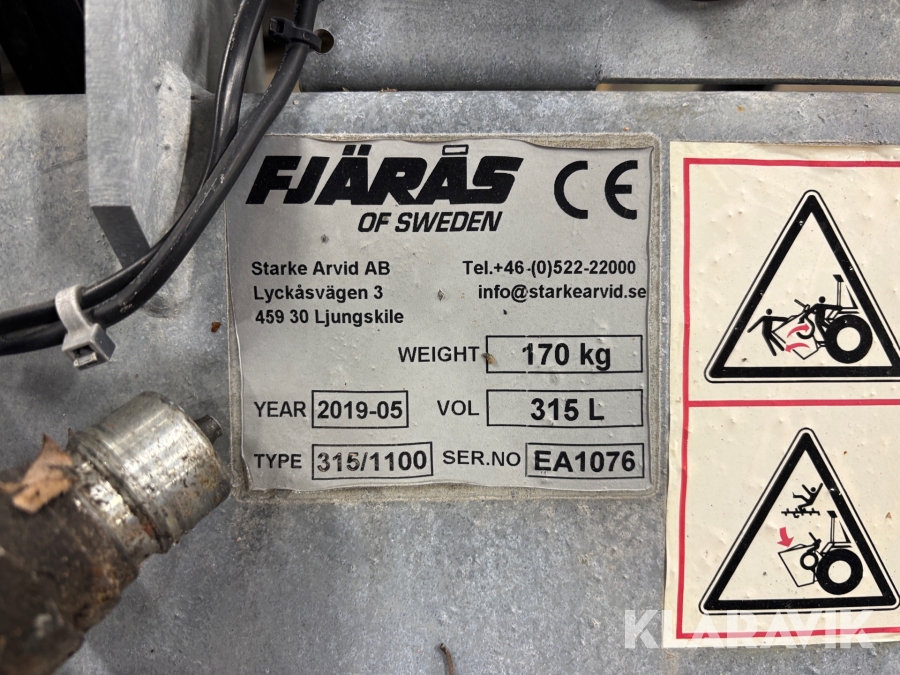 FJÄRÅS
OF SWEDEN
CE
Starke Arvid AB
Lyckåsvägen 3
459 30 Ljungskile
Tel.+46-(0)522-22000
info@starkearvid.se
WEIGHT 170 kg
YEAR 2019-05 VOL 315 L
TYPE 315/1100 SER.NO EA1076
KLARAVIK